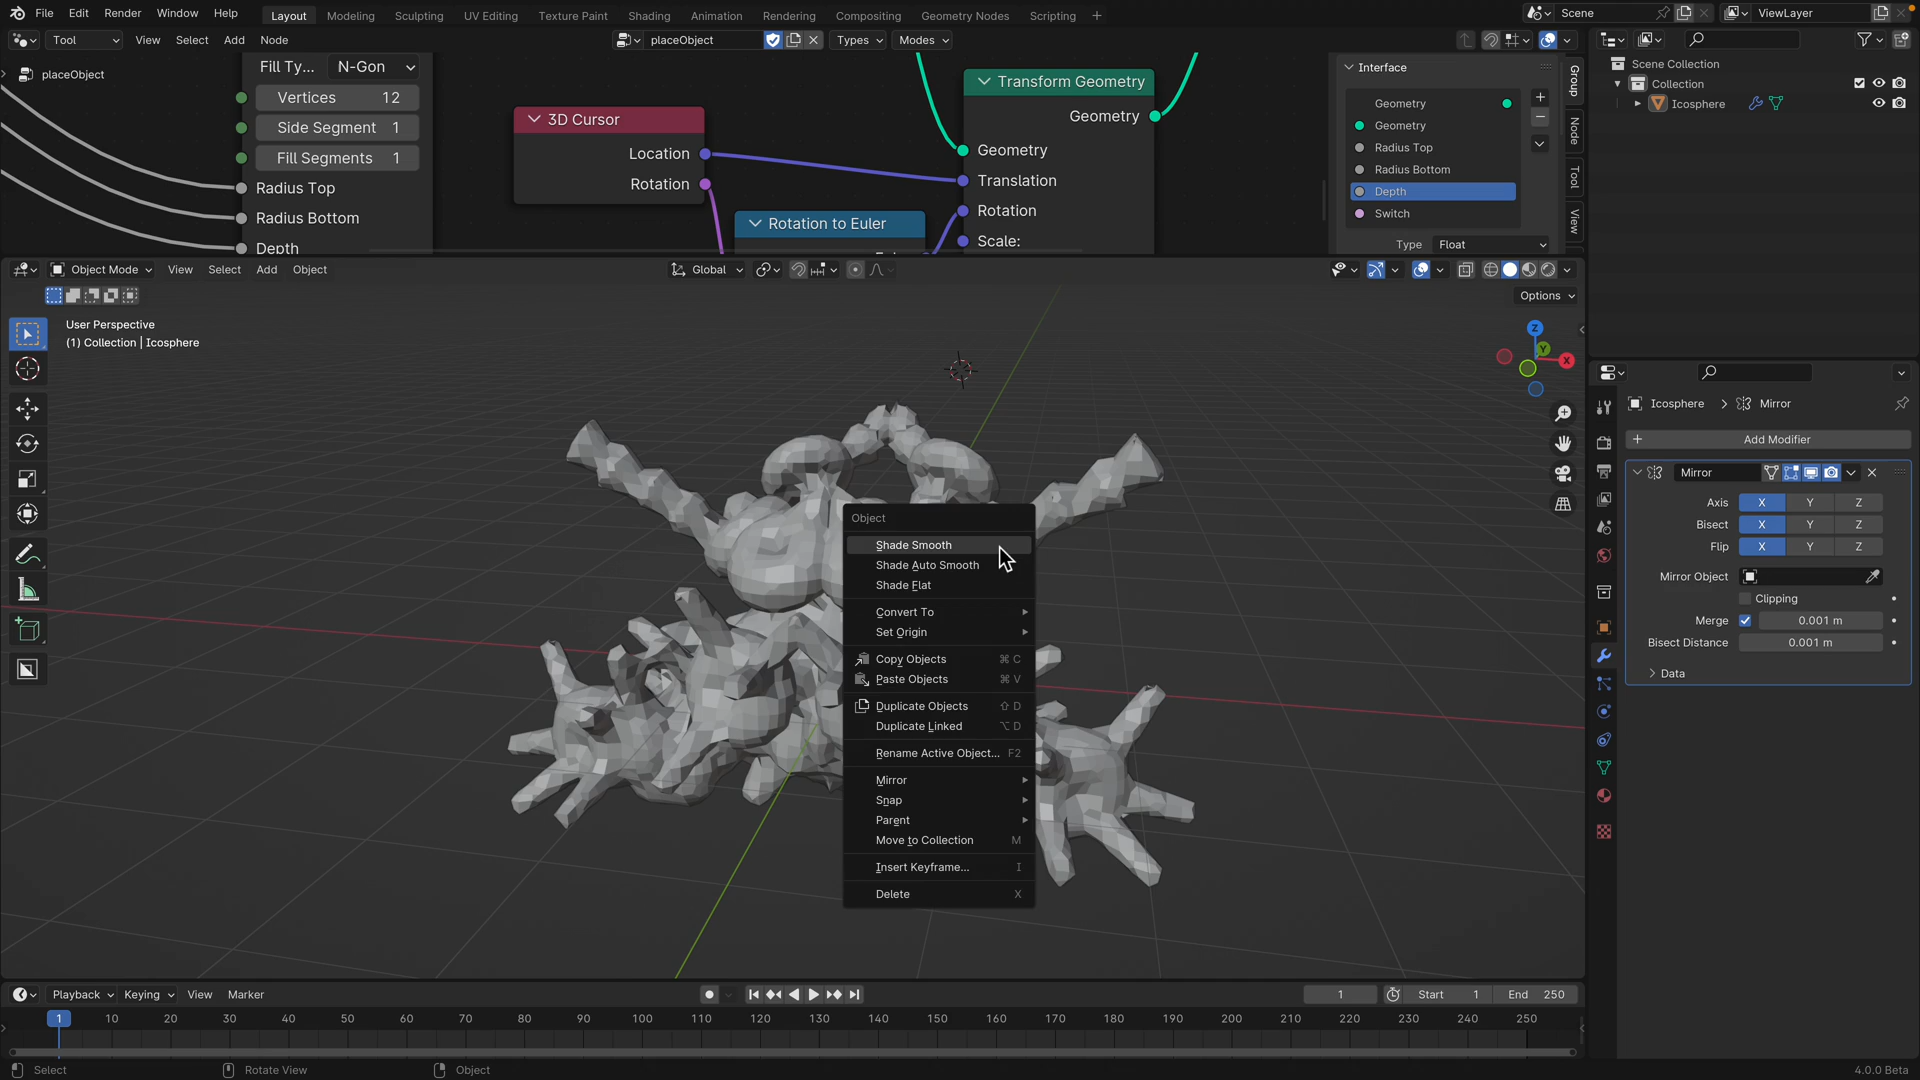 File Edit Render Window Help Layout Modeling Sculpting UV Editing Texture Paint Shading Animation Rendering Compositing Geometry Nodes Scripting + Scene ViewLayer
Tool View Select Add Node placeObject Types Modes
placeObject
Fill Ty... N-Gon
Vertices 12
Side Segment 1
Fill Segments 1
Radius Top
Radius Bottom
Depth
3D Cursor
Location
Rotation
Rotation to Euler
Transform Geometry
Geometry
Geometry
Translation
Rotation
Scale:
Interface
Geometry
Geometry
Radius Top
Radius Bottom
Depth
Switch
Type Float
Group
Node
Tool
View
Scene Collection
Collection
Icosphere
Object Mode View Select Add Object Global
Options
User Perspective
(1) Collection | Icosphere
Z
Y
X
Object
Shade Smooth
Shade Auto Smooth
Shade Flat
Convert To
Set Origin
Copy Objects ⌘ C
Paste Objects ⌘ V
Duplicate Objects ⇧ D
Duplicate Linked ⌥ D
Rename Active Object... F2
Mirror
Snap
Parent
Move to Collection M
Insert Keyframe... I
Delete X
Icosphere > Mirror
+ Add Modifier
Mirror
Axis X Y Z
Bisect X Y Z
Flip X Y Z
Mirror Object
Clipping
Merge 0.001 m
Bisect Distance 0.001 m
Data
Playback Keying View Marker 1 Start 1 End 250
1 10 20 30 40 50 60 70 80 90 100 110 120 130 140 150 160 170 180 190 200 210 220 230 240 250
Select Rotate View Object 4.0.0 Beta